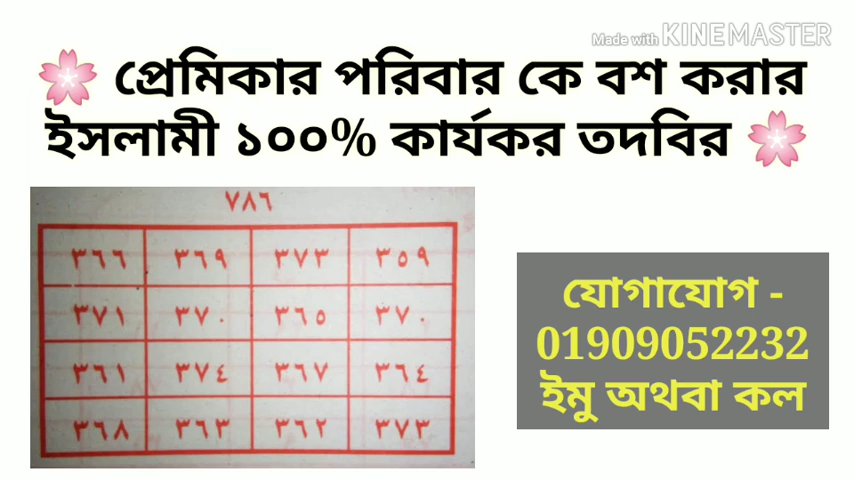 Made with KINEMASTER
🌸 প্রেমিকার পরিবার কে বশ করার
ইসলামী ১০০% কার্যকর তদবির 🌸
٧٨٦
٣٦٦ ٣٦٩ ٣٧٣ ٣٥٩
٣٧١ ٣٧٠ ٣٦٥ ٣٧٠
٣٦١ ٣٧٤ ٣٦٧ ٣٦٤
٣٦٨ ٣٦٣ ٣٦٢ ٣٧٣
যোগাযোগ -
01909052232
ইমু অথবা কল